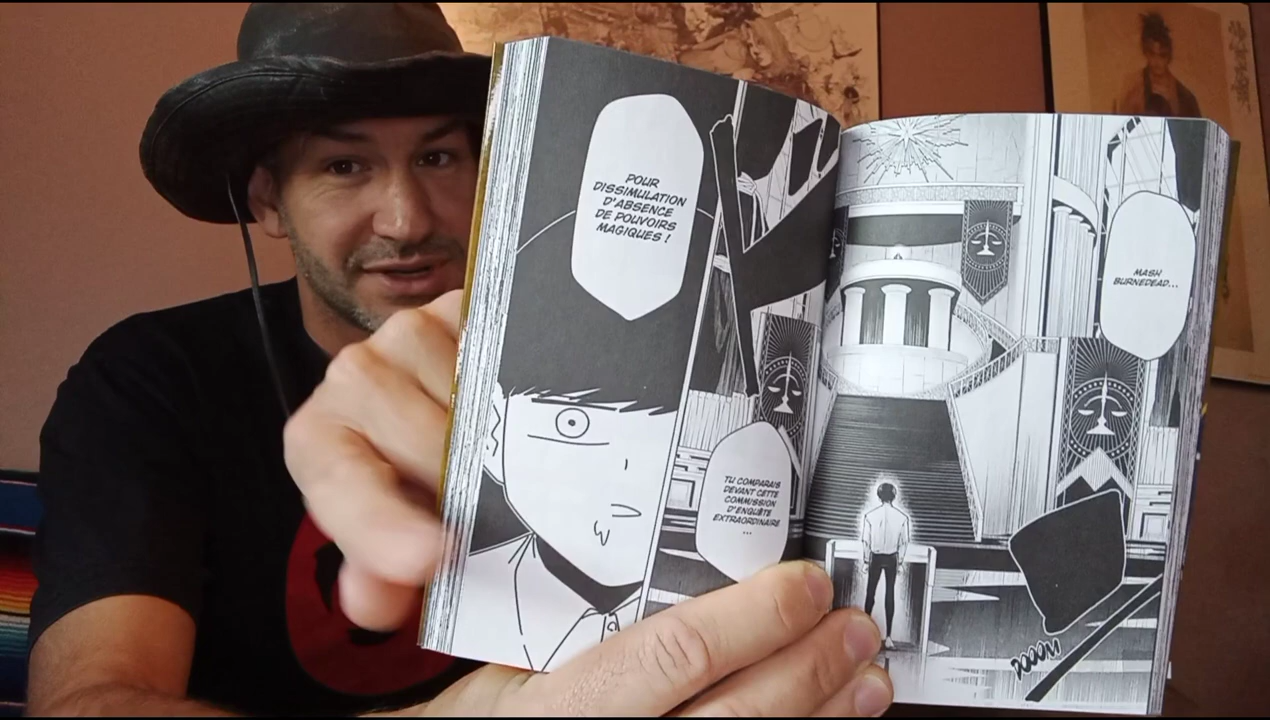 MASH
BURNEDEAD...
TU COMPARAIS
DEVANT CETTE
COMMISSION
D'ENQUÊTE
EXTRAORDINAIRE
...
POUR
DISSIMULATION
D'ABSENCE
DE POUVOIRS
MAGIQUES !
DOOOM